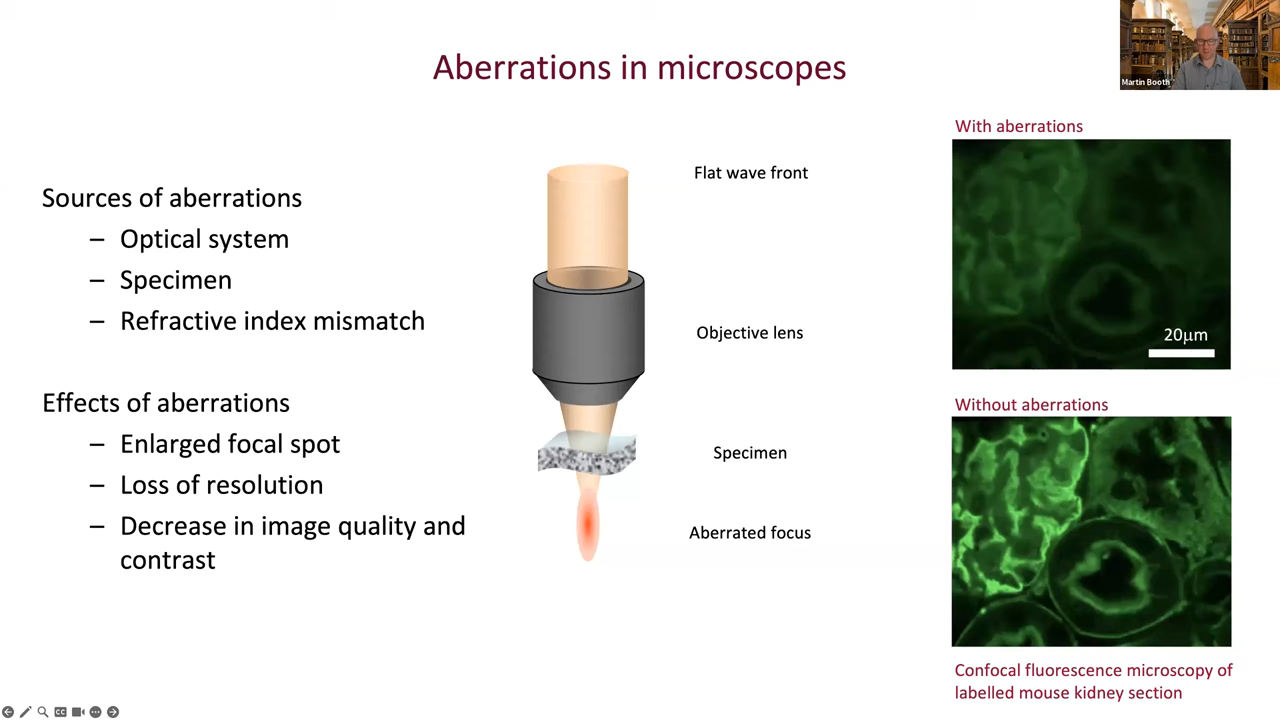 Aberrations in microscopes
Martin Booth
Sources of aberrations
– Optical system
– Specimen
– Refractive index mismatch
Effects of aberrations
– Enlarged focal spot
– Loss of resolution
– Decrease in image quality and
contrast
Flat wave front
Objective lens
Specimen
Aberrated focus
With aberrations
20μm
Without aberrations
Confocal fluorescence microscopy of
labelled mouse kidney section
CC